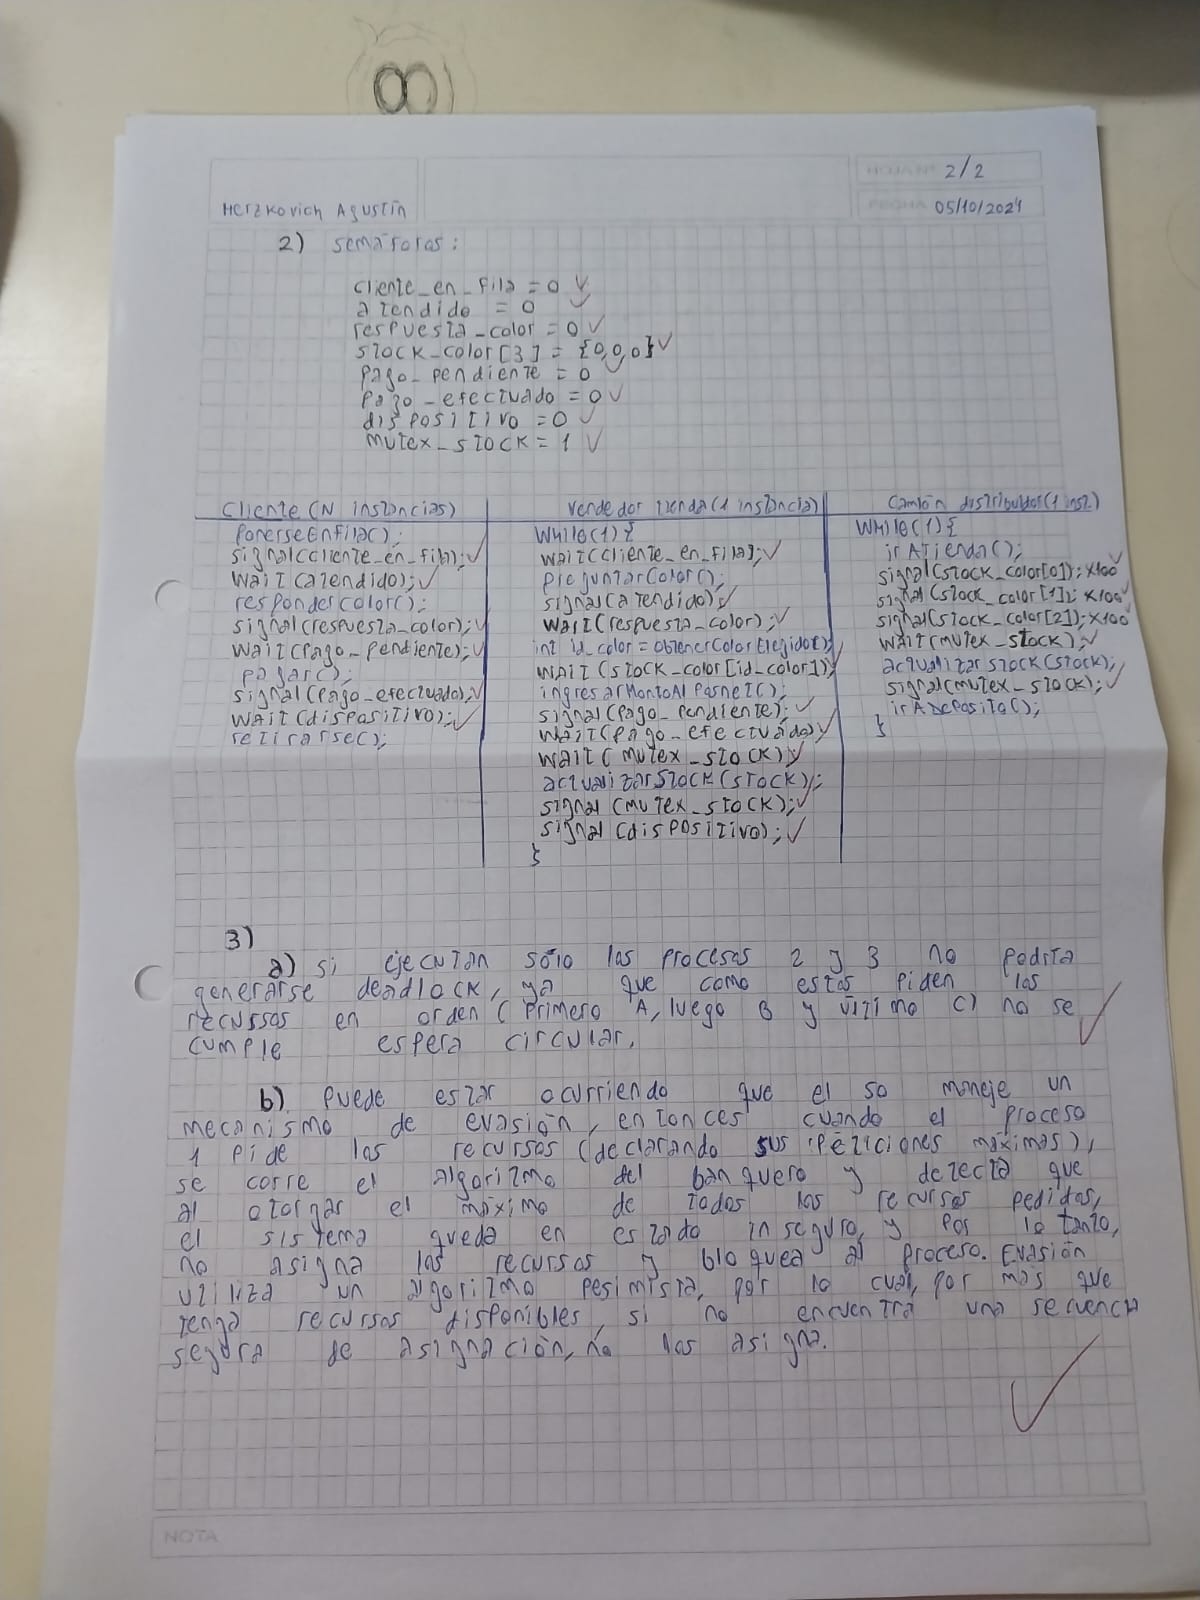 HOJA Nº 2/2
Herzkovich Agustín
FECHA 05/10/2024
2) semáforos:
cliente_en_fila = 0
atendido = 0
respuesta_color = 0
stock_color[3] = {0,0,0}
pago_pendiente = 0
pago_efectuado = 0
dispositivo = 0
mutex_stock = 1
Cliente (N instancias)
ponerseEnFila();
signal(cliente_en_fila);
wait(atendido);
responderColor();
signal(respuesta_color);
wait(pago_pendiente);
pagar();
signal(pago_efectuado);
wait(dispositivo);
retirarse();
Vendedor tienda (1 instancia)
While(1){
wait(cliente_en_fila);
preguntarColor();
signal(atendido);
wait(respuesta_color);
int id_color = obtenerColorElegido();
wait(stock_color[id_color]);
ingresarMontoAlPosnet();
signal(pago_pendiente);
wait(pago_efectuado)
wait(mutex_stock)
actualizarStock(stock);
signal(mutex_stock);
signal(dispositivo);
}
Camión distribuidor (1 inst.)
While(1){
irATienda();
signal(stock_color[0]); x100
signal(stock_color[1]); x100
signal(stock_color[2]); x100
wait(mutex_stock);
actualizarStock(stock);
signal(mutex_stock);
irADeposito();
}
3)
a) si ejecutan sólo los procesos 2 y 3 no podría
generarse deadlock, ya que como estos piden los
recursos en orden (primero A, luego B y último C) no se
cumple espera circular.
b) Puede estar ocurriendo que el SO maneje un
mecanismo de evasión, entonces cuando el proceso
1 pide los recursos (declarando sus peticiones máximas),
se corre el algoritmo del banquero y detecta que
al otorgar el máximo de todos los recursos pedidos,
el sistema queda en estado inseguro, y por lo tanto,
no asigna los recursos y bloquea al proceso. Evasión
utiliza un algoritmo pesimista, por lo cual, por más que
tenga recursos disponibles, si no encuentra una secuencia
segura de asignación, no los asigna.
NOTA